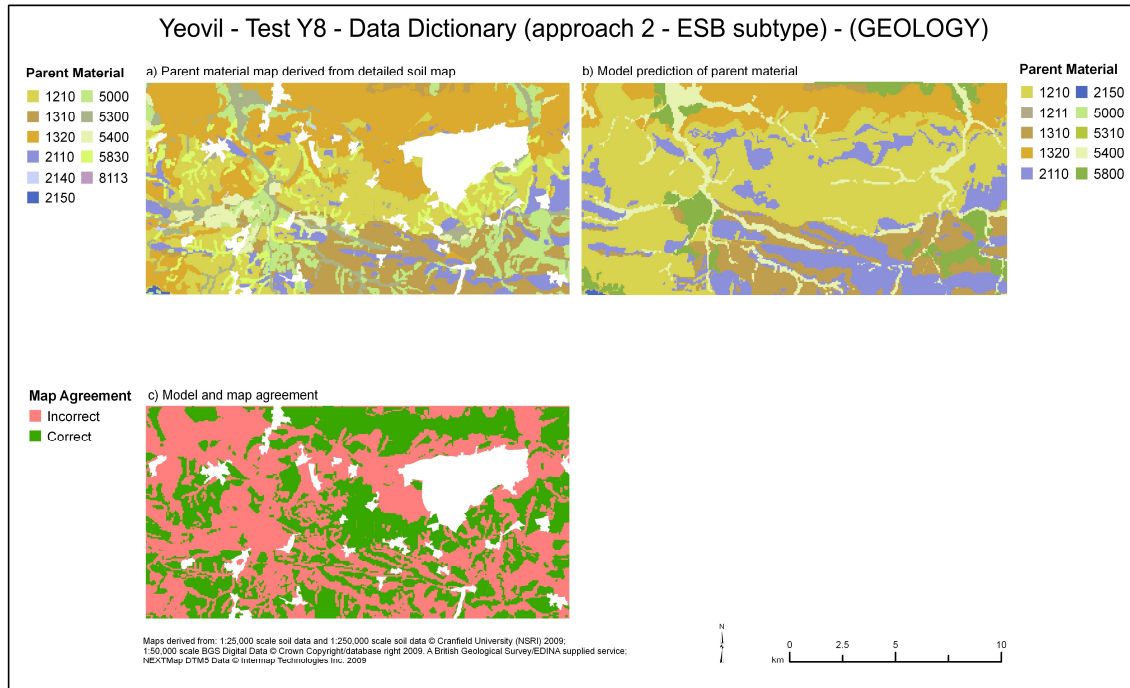 Yeovil - Test Y8 - Data Dictionary (approach 2 - ESB subtype) - (GEOLOGY)
Parent Material
1210 5000
1310 5300
1320 5400
2110 5830
2140 8113
2150
a) Parent material map derived from detailed soil map
b) Model prediction of parent material
Parent Material
1210 2150
1211 5000
1310 5310
1320 5400
2110 5800
Map Agreement
Incorrect
Correct
c) Model and map agreement
Maps derived from: 1:25,000 scale soil data and 1:250,000 scale soil data © Cranfield University (NSRI) 2009;
1:50,000 scale BGS Digital Data © Crown Copyright/database right 2009. A British Geological Survey/EDINA supplied service;
NEXTMap DTM5 Data © Intermap Technologies Inc. 2009
N
0 5 10
km